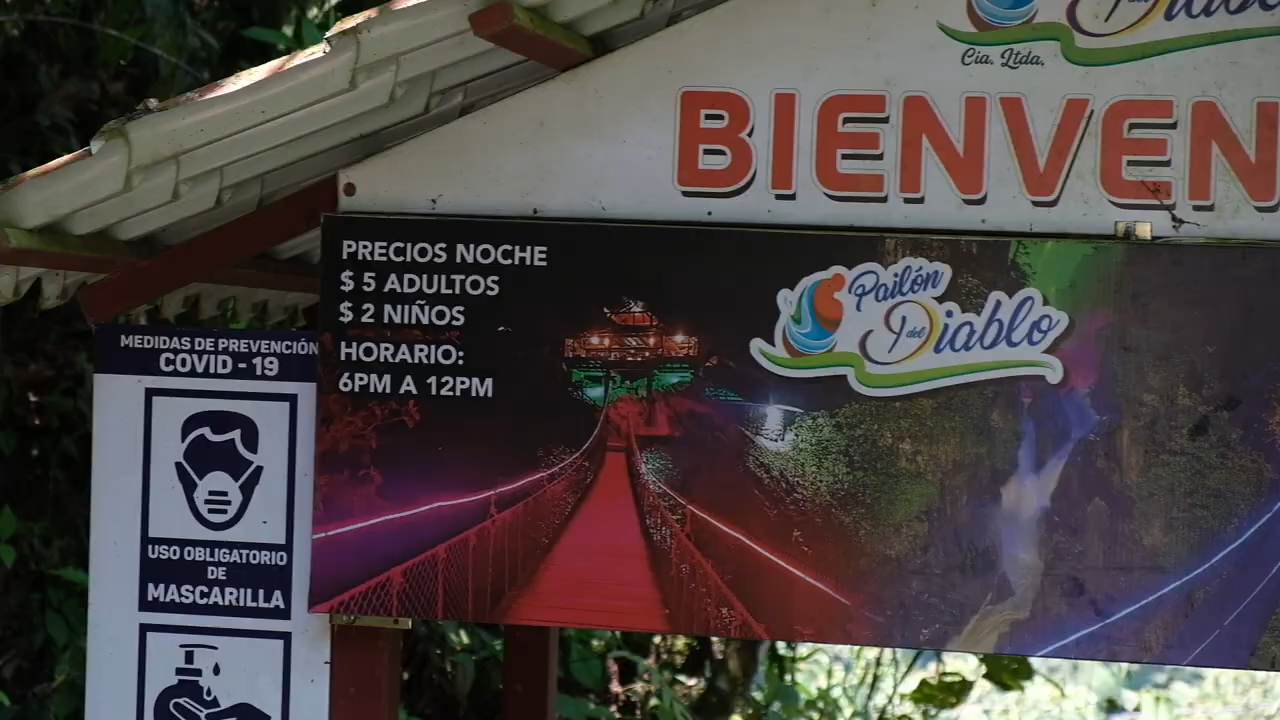 Cia. Ltda.
BIENVEN
PRECIOS NOCHE
$ 5 ADULTOS
$ 2 NIÑOS
HORARIO:
6PM A 12PM
Pailón
del Diablo
MEDIDAS DE PREVENCIÓN
COVID - 19
USO OBLIGATORIO
DE
MASCARILLA